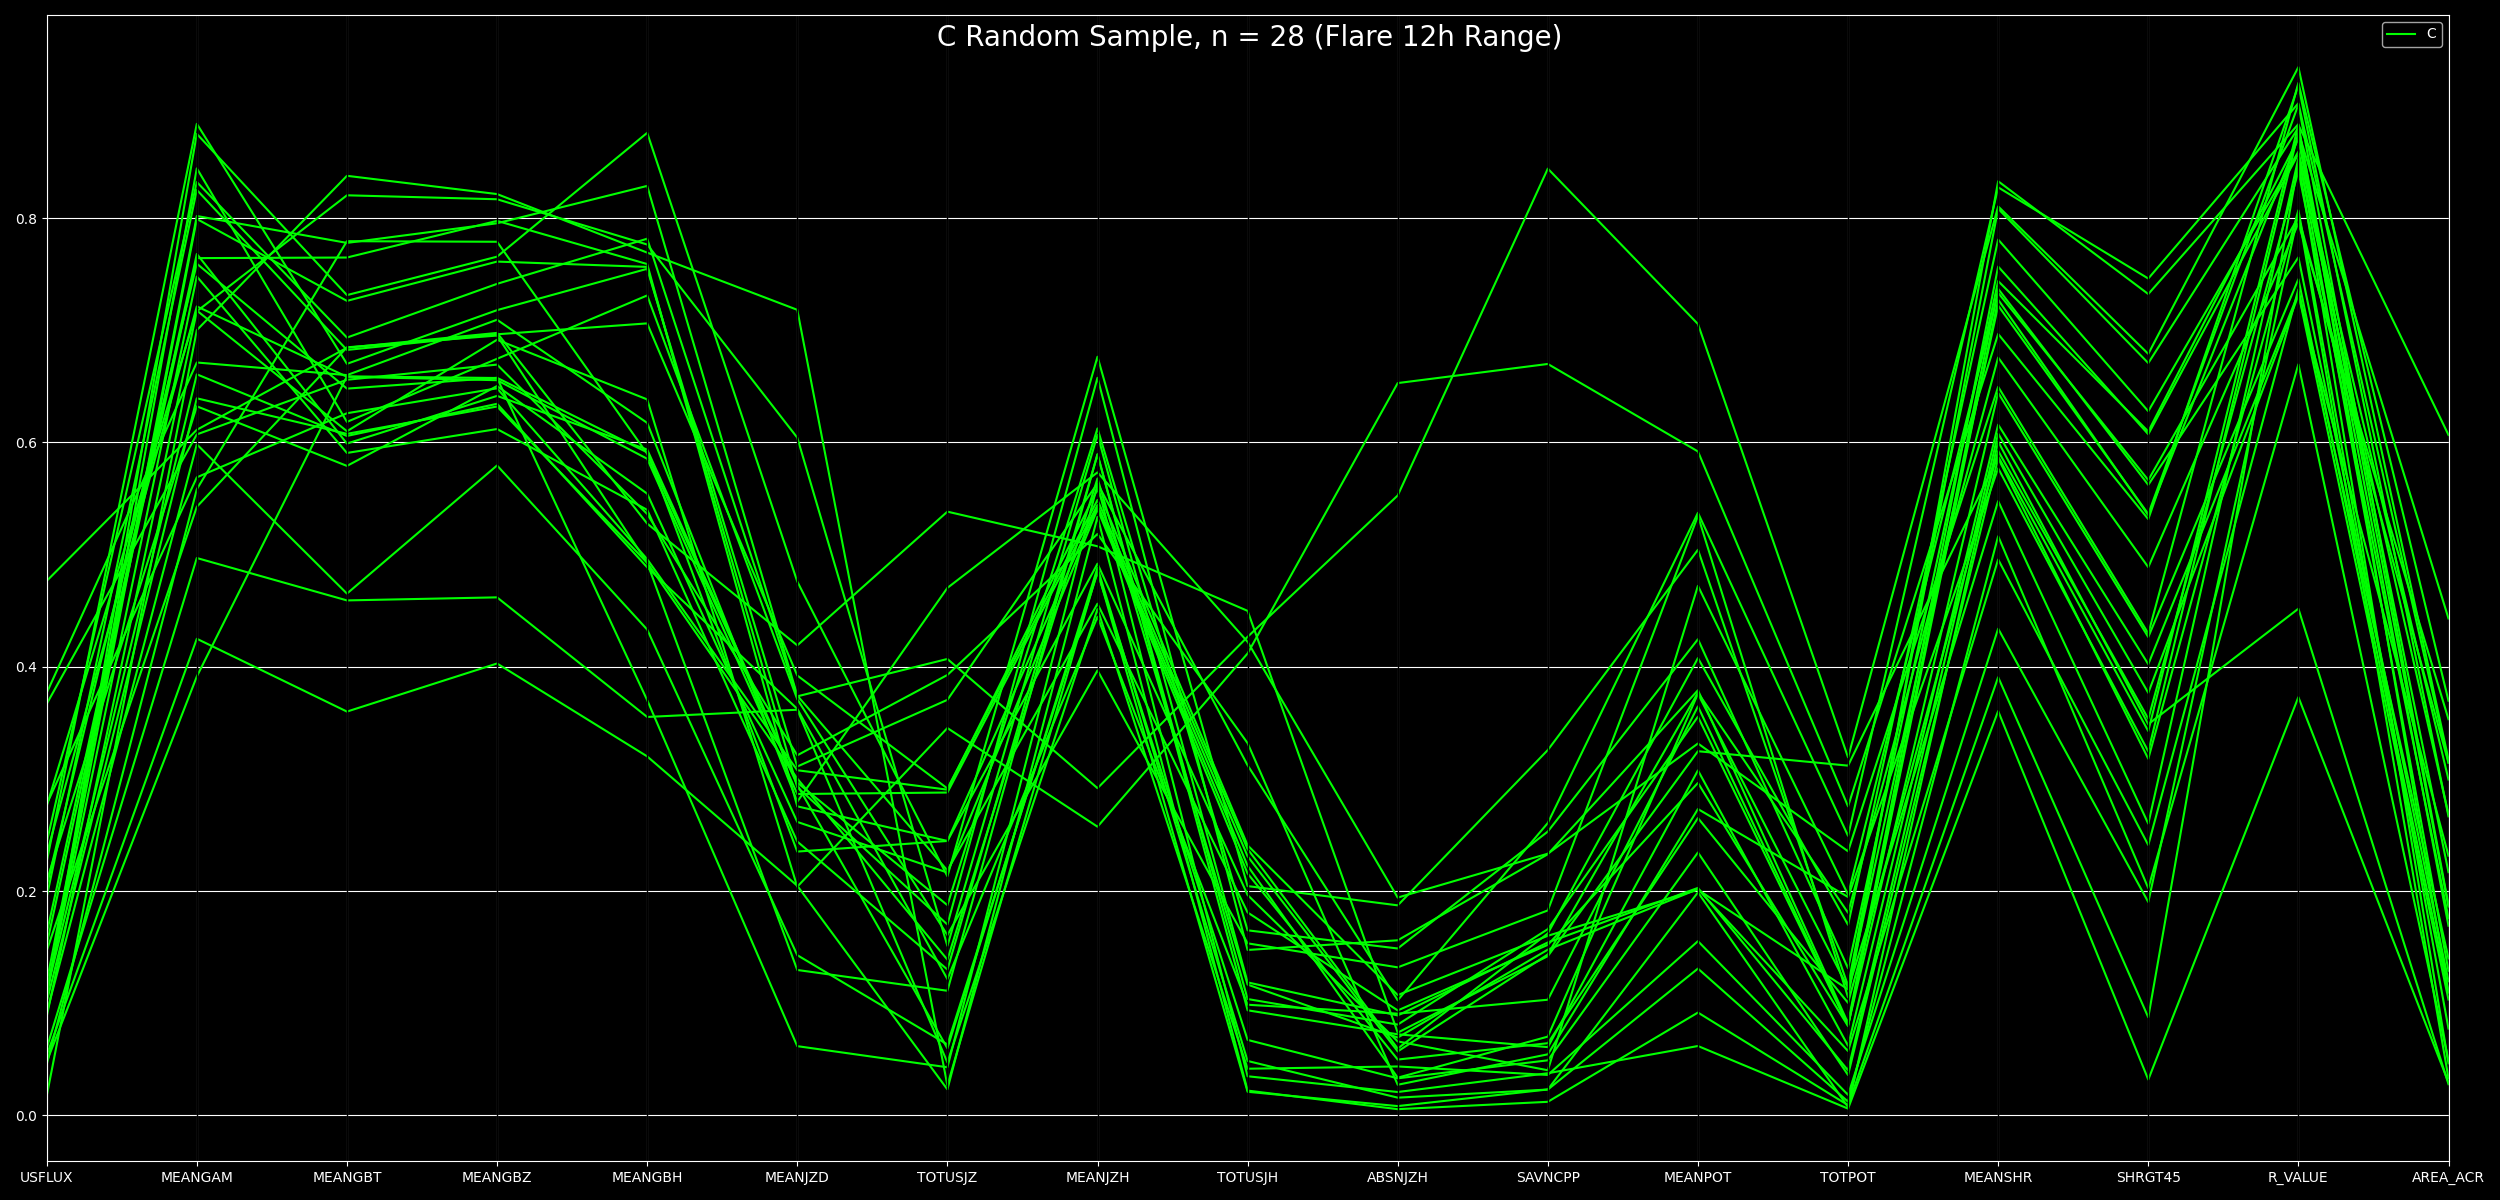 C Random Sample, n = 28 (Flare 12h Range)
C
0.8
0.6
0.4
0.2
0.0
USFLUX MEANGAM MEANGBT MEANGBZ MEANGBH MEANJZD TOTUSJZ MEANJZH TOTUSJH ABSNJZH SAVNCPP MEANPOT TOTPOT MEANSHR SHRGT45 R_VALUE AREA_ACR